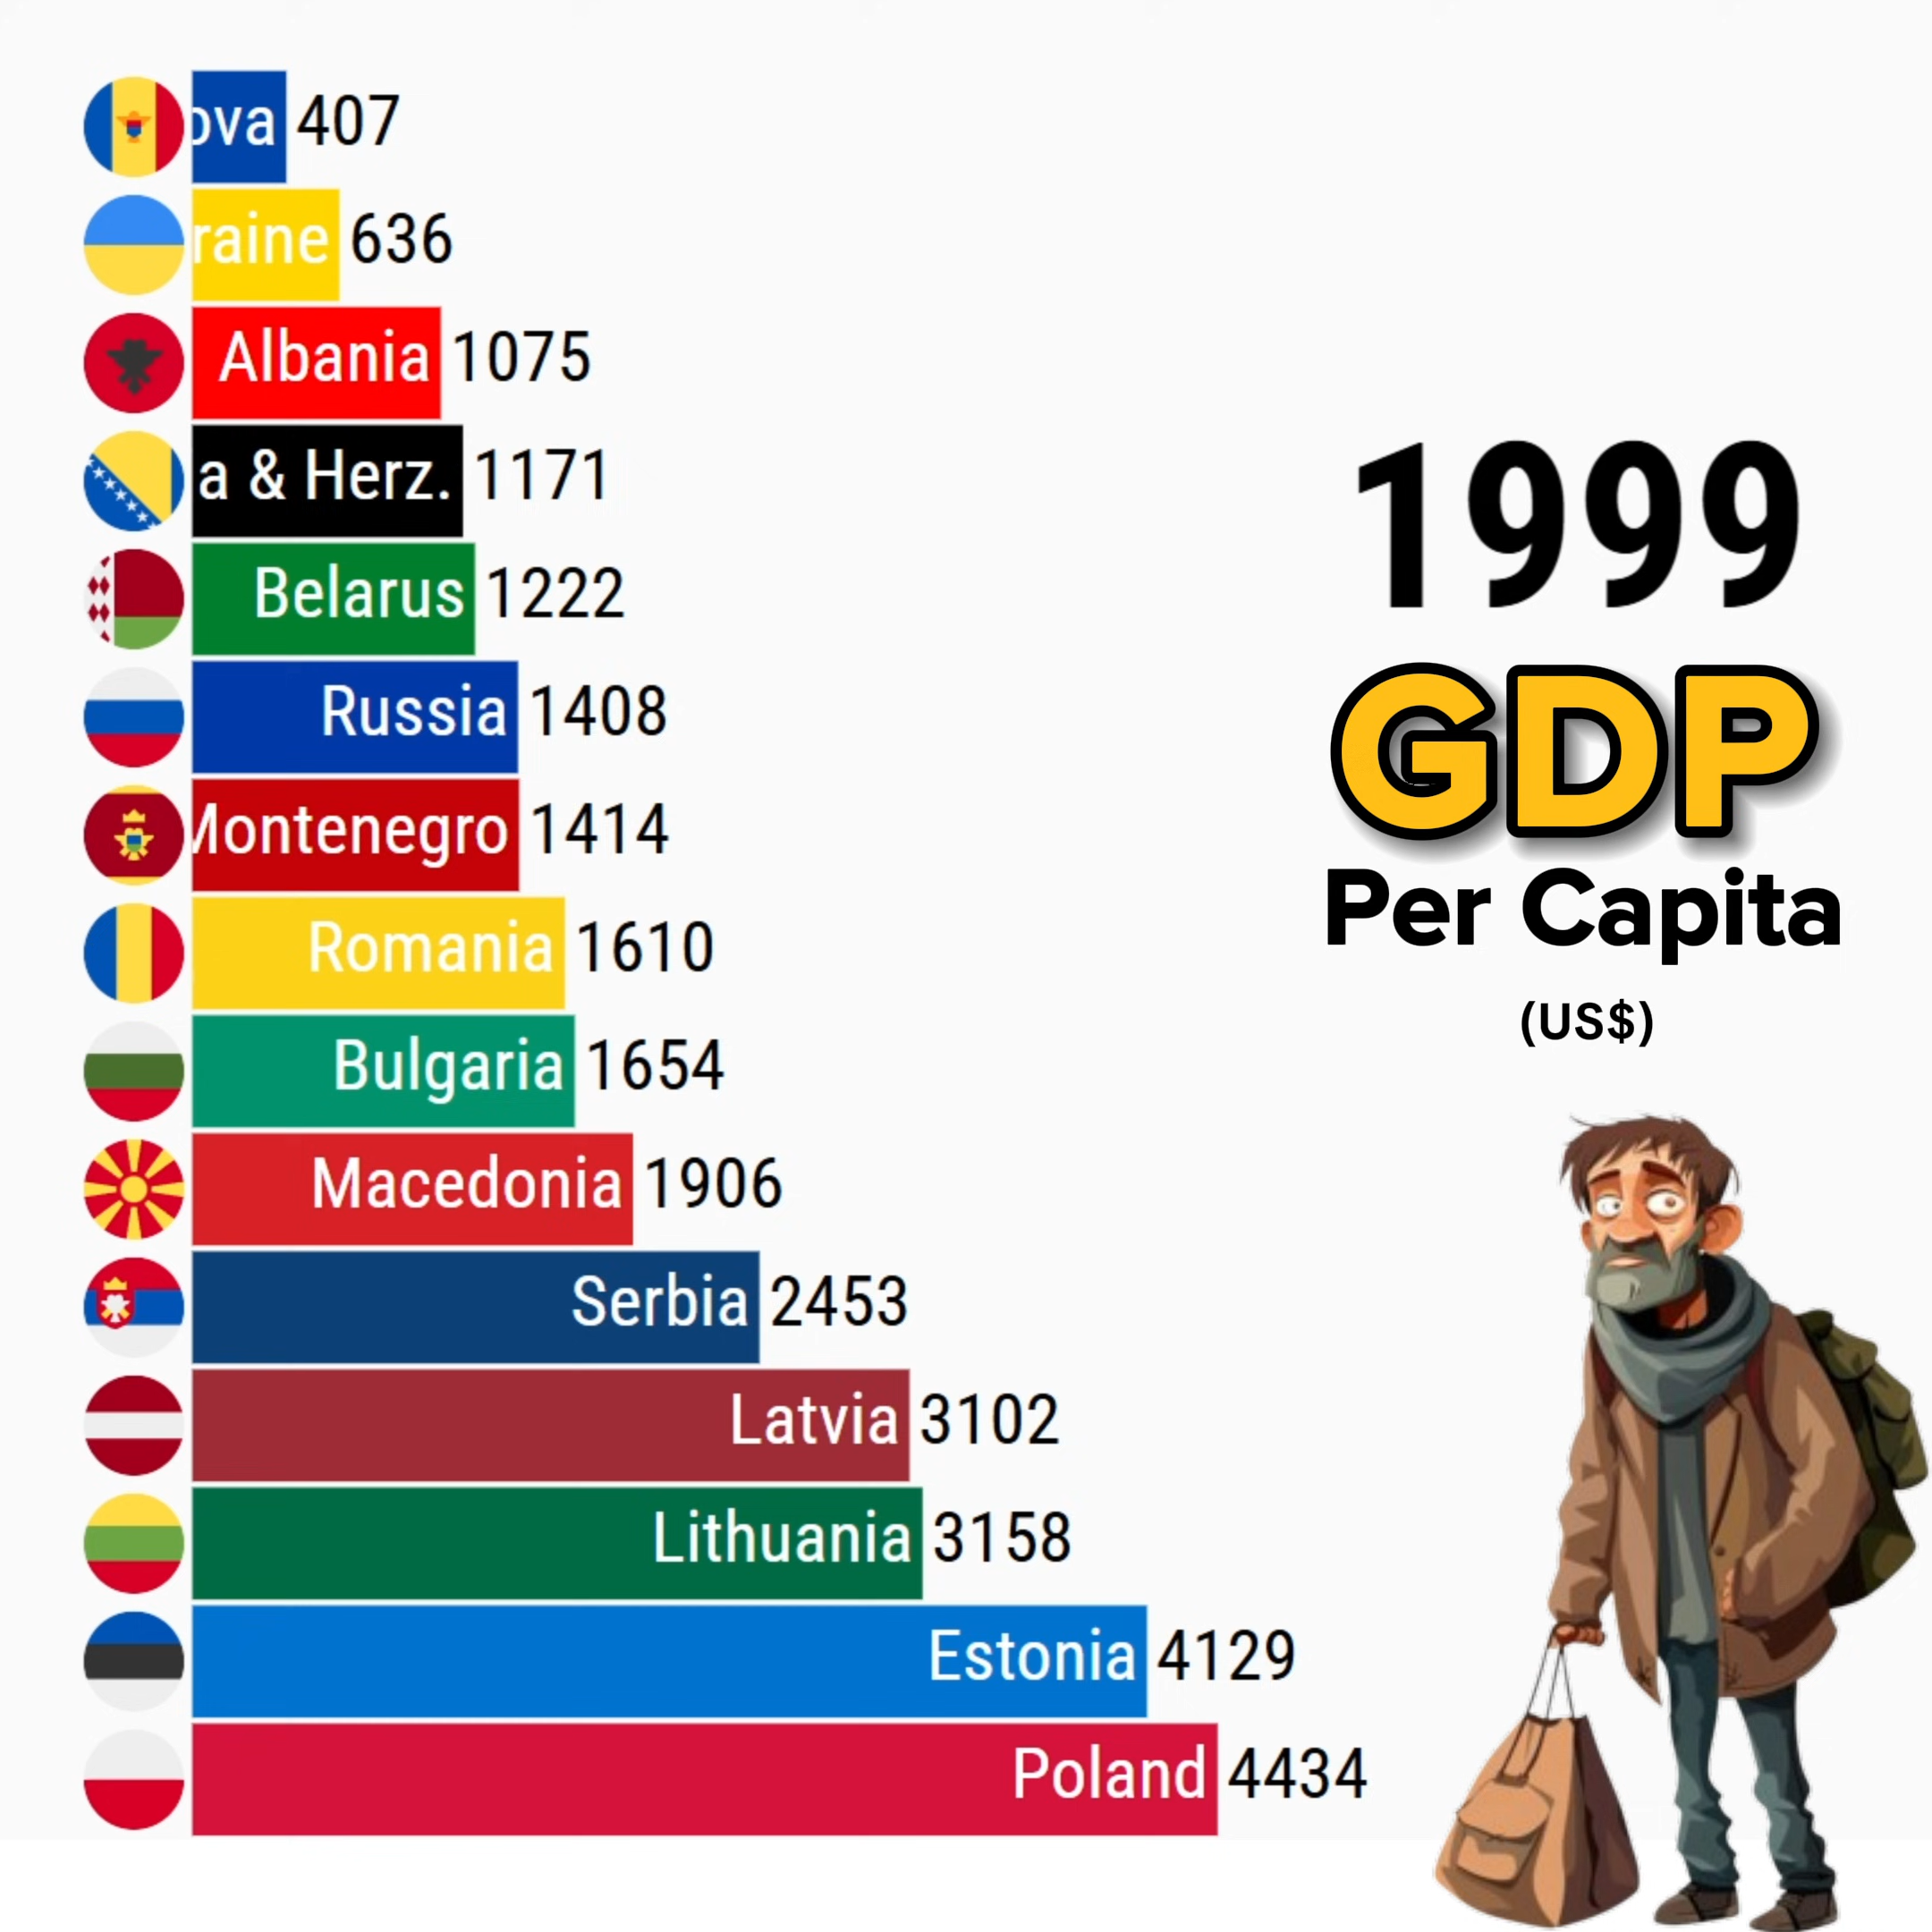 ova 407
raine 636
Albania 1075
a & Herz. 1171
Belarus 1222
Russia 1408
Montenegro 1414
Romania 1610
Bulgaria 1654
Macedonia 1906
Serbia 2453
Latvia 3102
Lithuania 3158
Estonia 4129
Poland 4434
1999
GDP
Per Capita
(US$)